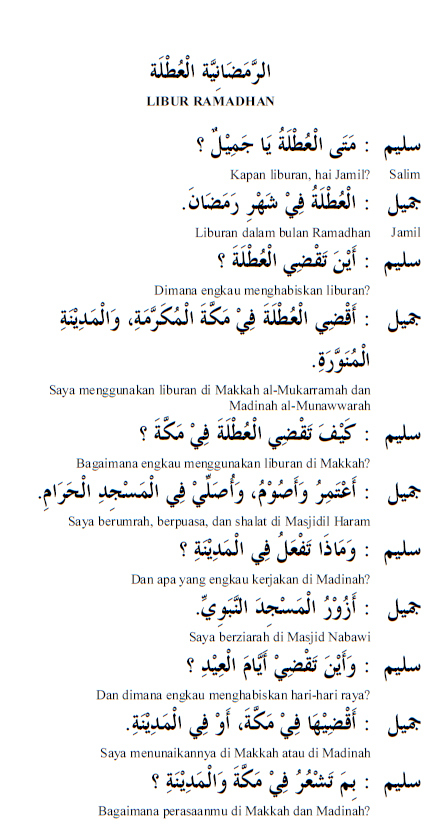 الرَّمَضَانِيَّة الْعُطْلَة
LIBUR RAMADHAN
سليم : مَتَى الْعُطْلَةُ يَا جَمِيْلٌ ؟
Kapan liburan, hai Jamil? Salim
جميل : الْعُطْلَةُ فِيْ شَهْرِ رَمَضَانَ.
Liburan dalam bulan Ramadhan Jamil
سليم : أَيْنَ تَقْضِي الْعُطْلَةَ ؟
Dimana engkau menghabiskan liburan?
جميل : أَقْضِي الْعُطْلَةَ فِيْ مَكَّةَ الْمُكَرَّمَةِ، وَالْمَدِيْنَةِ
الْمُنَوَّرَةِ.
Saya menggunakan liburan di Makkah al-Mukarramah dan
Madinah al-Munawwarah
سليم : كَيْفَ تَقْضِي الْعُطْلَةَ فِيْ مَكَّةَ ؟
Bagaimana engkau menggunakan liburan di Makkah?
جميل : أَعْتَمِرُ وَأَصُوْمُ، وَأُصَلِّيْ فِي الْمَسْجِدِ الْحَرَامِ.
Saya berumrah, berpuasa, dan shalat di Masjidil Haram
سليم : وَمَاذَا تَفْعَلُ فِي الْمَدِيْنَةِ ؟
Dan apa yang engkau kerjakan di Madinah?
جميل : أَزُوْرُ الْمَسْجِدَ النَّبَوِيِّ.
Saya berziarah di Masjid Nabawi
سليم : وَأَيْنَ تَقْضِيْ أَيَّامَ الْعِيْدِ ؟
Dan dimana engkau menghabiskan hari-hari raya?
جميل : أَقْضِيْهَا فِيْ مَكَّةَ، أَوْ فِي الْمَدِيْنَةِ.
Saya menunaikannya di Makkah atau di Madinah
سليم : بِمَ تَشْعُرُ فِيْ مَكَّةَ وَالْمَدِيْنَةِ ؟
Bagaimana perasaanmu di Makkah dan Madinah?